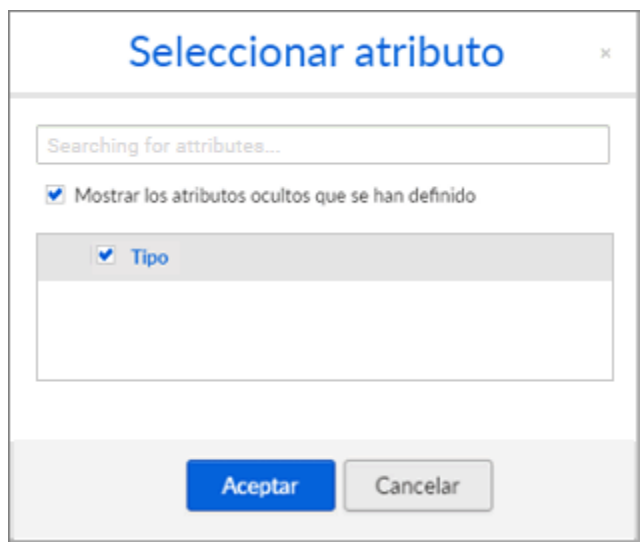 Seleccionar atributo ×
Searching for attributes...
Mostrar los atributos ocultos que se han definido
Tipo
Aceptar Cancelar